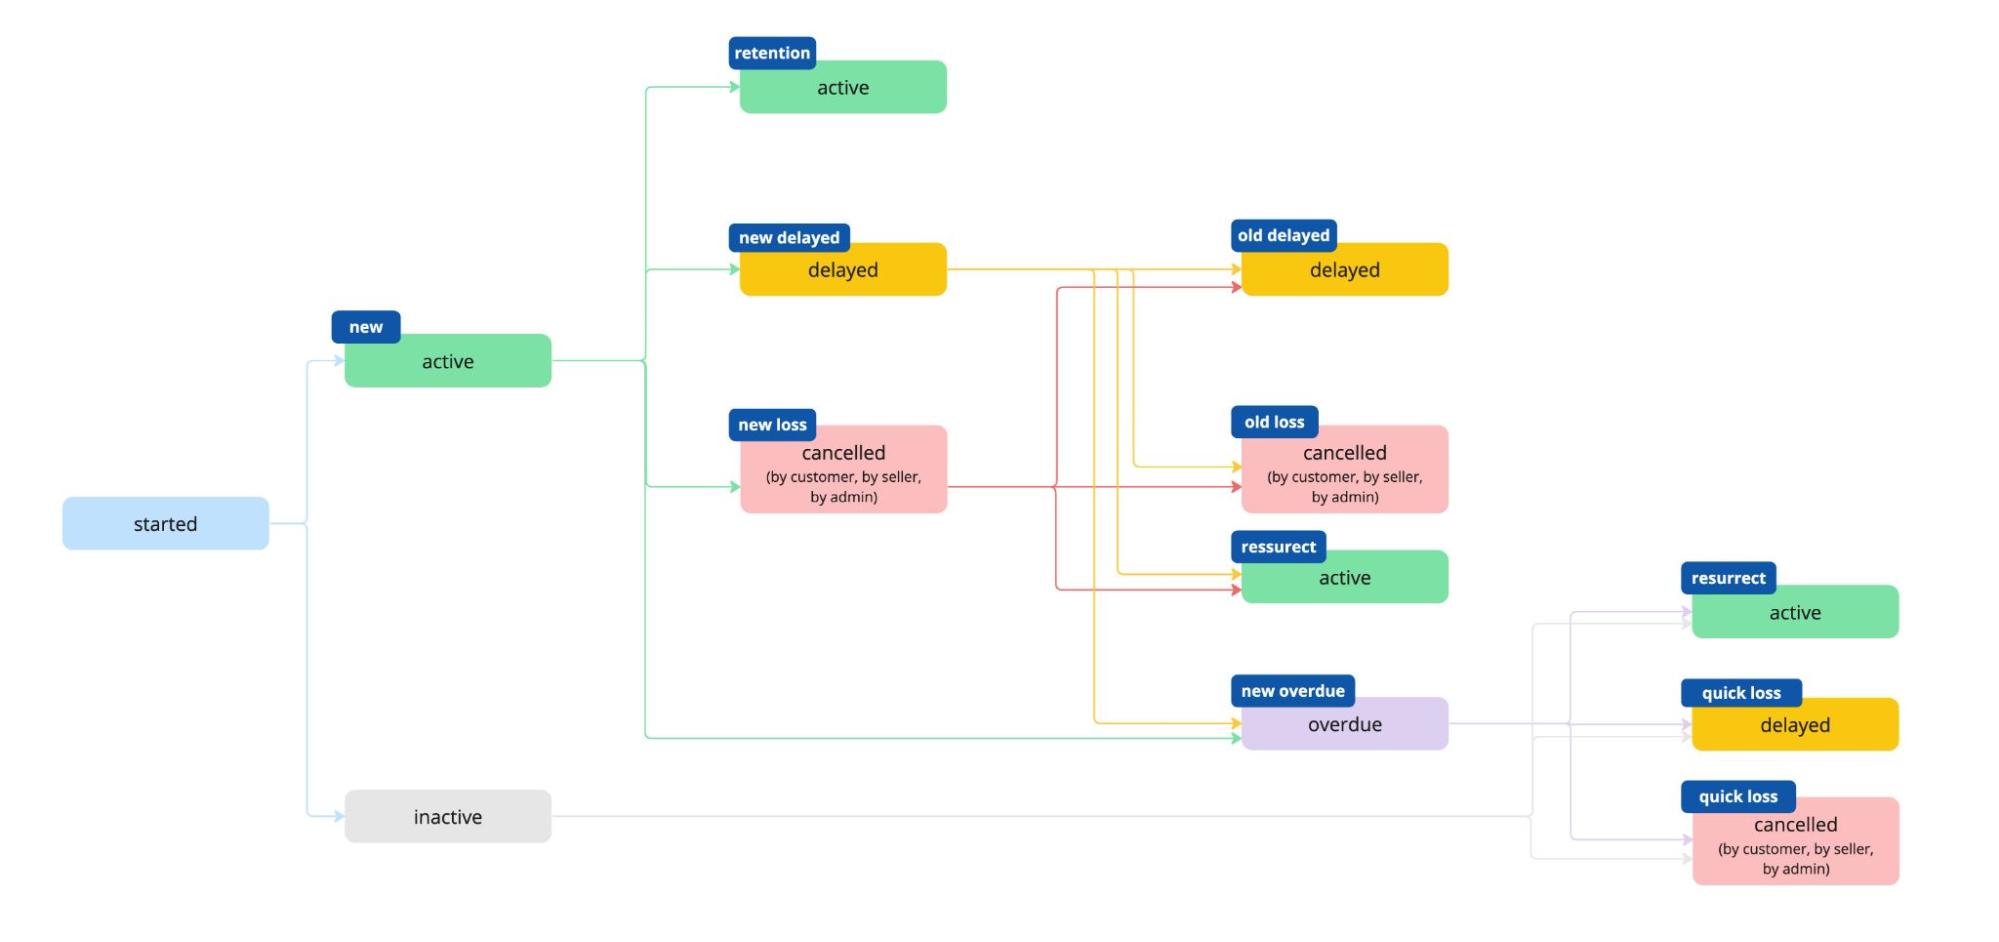 retention
active
new delayed
delayed
old delayed
delayed
new
active
new loss
cancelled
(by customer, by seller,
by admin)
old loss
cancelled
(by customer, by seller,
by admin)
started
ressurect
active
resurrect
active
new overdue
overdue
quick loss
delayed
inactive
quick loss
cancelled
(by customer, by seller,
by admin)